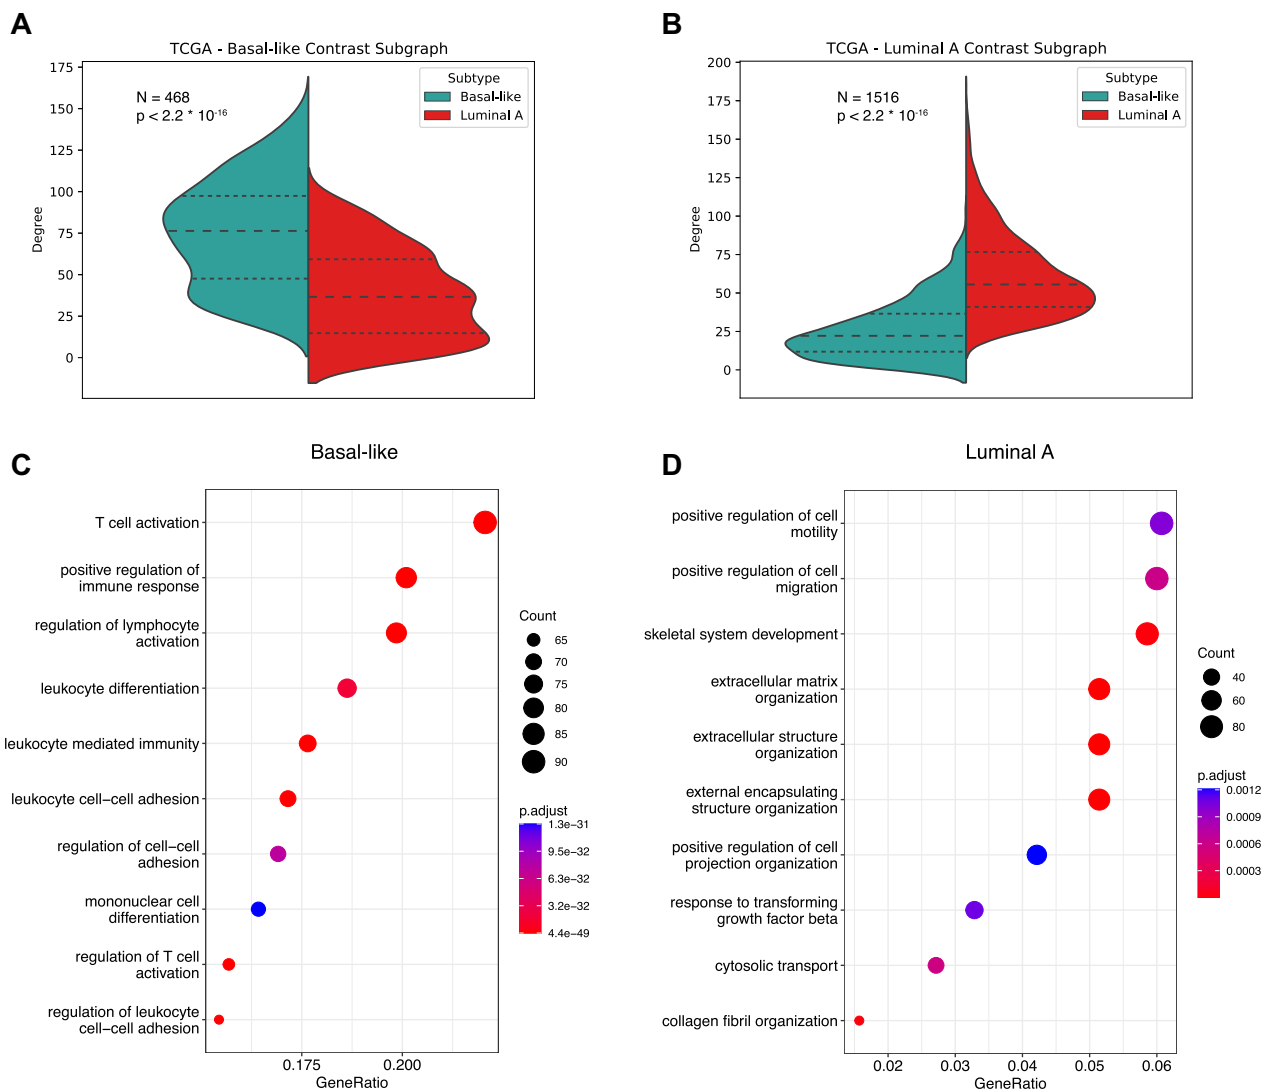 A
TCGA - Basal-like Contrast Subgraph
175
150
125
100
75
50
25
0
Degree
N = 468
p < 2.2 * 10-16
Subtype
Basal-like
Luminal A
B
TCGA - Luminal A Contrast Subgraph
200
175
150
125
100
75
50
25
0
Degree
N = 1516
p < 2.2 * 10-16
Subtype
Basal-like
Luminal A
C
Basal-like
T cell activation
positive regulation of
immune response
regulation of lymphocyte
activation
leukocyte differentiation
leukocyte mediated immunity
leukocyte cell−cell adhesion
regulation of cell−cell
adhesion
mononuclear cell
differentiation
regulation of T cell
activation
regulation of leukocyte
cell−cell adhesion
0.175
0.200
GeneRatio
Count
65
70
75
80
85
90
p.adjust
1.3e−31
9.5e−32
6.3e−32
3.2e−32
4.4e−49
D
Luminal A
positive regulation of cell
motility
positive regulation of cell
migration
skeletal system development
extracellular matrix
organization
extracellular structure
organization
external encapsulating
structure organization
positive regulation of cell
projection organization
response to transforming
growth factor beta
cytosolic transport
collagen fibril organization
0.02
0.03
0.04
0.05
0.06
GeneRatio
Count
40
60
80
p.adjust
0.0012
0.0009
0.0006
0.0003